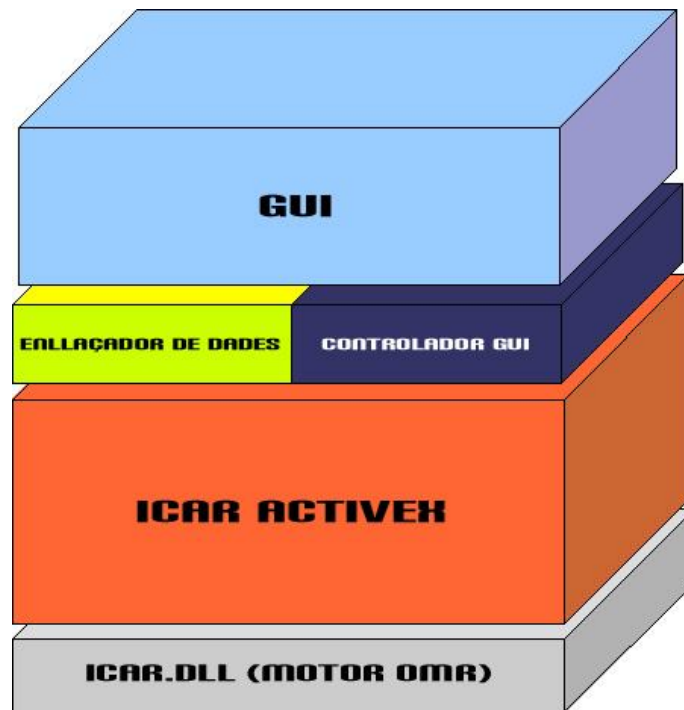 GUI
ENLLAÇADOR DE DADES
CONTROLADOR GUI
ICAR ACTIVEX
ICAR.DLL (MOTOR OMR)